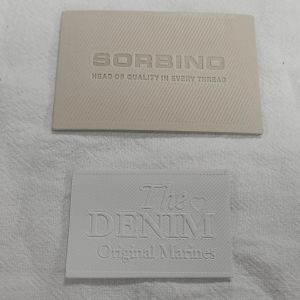 SORBINO
HEAD OF QUALITY IN EVERY THREAD
The
DENIM
Original Marines